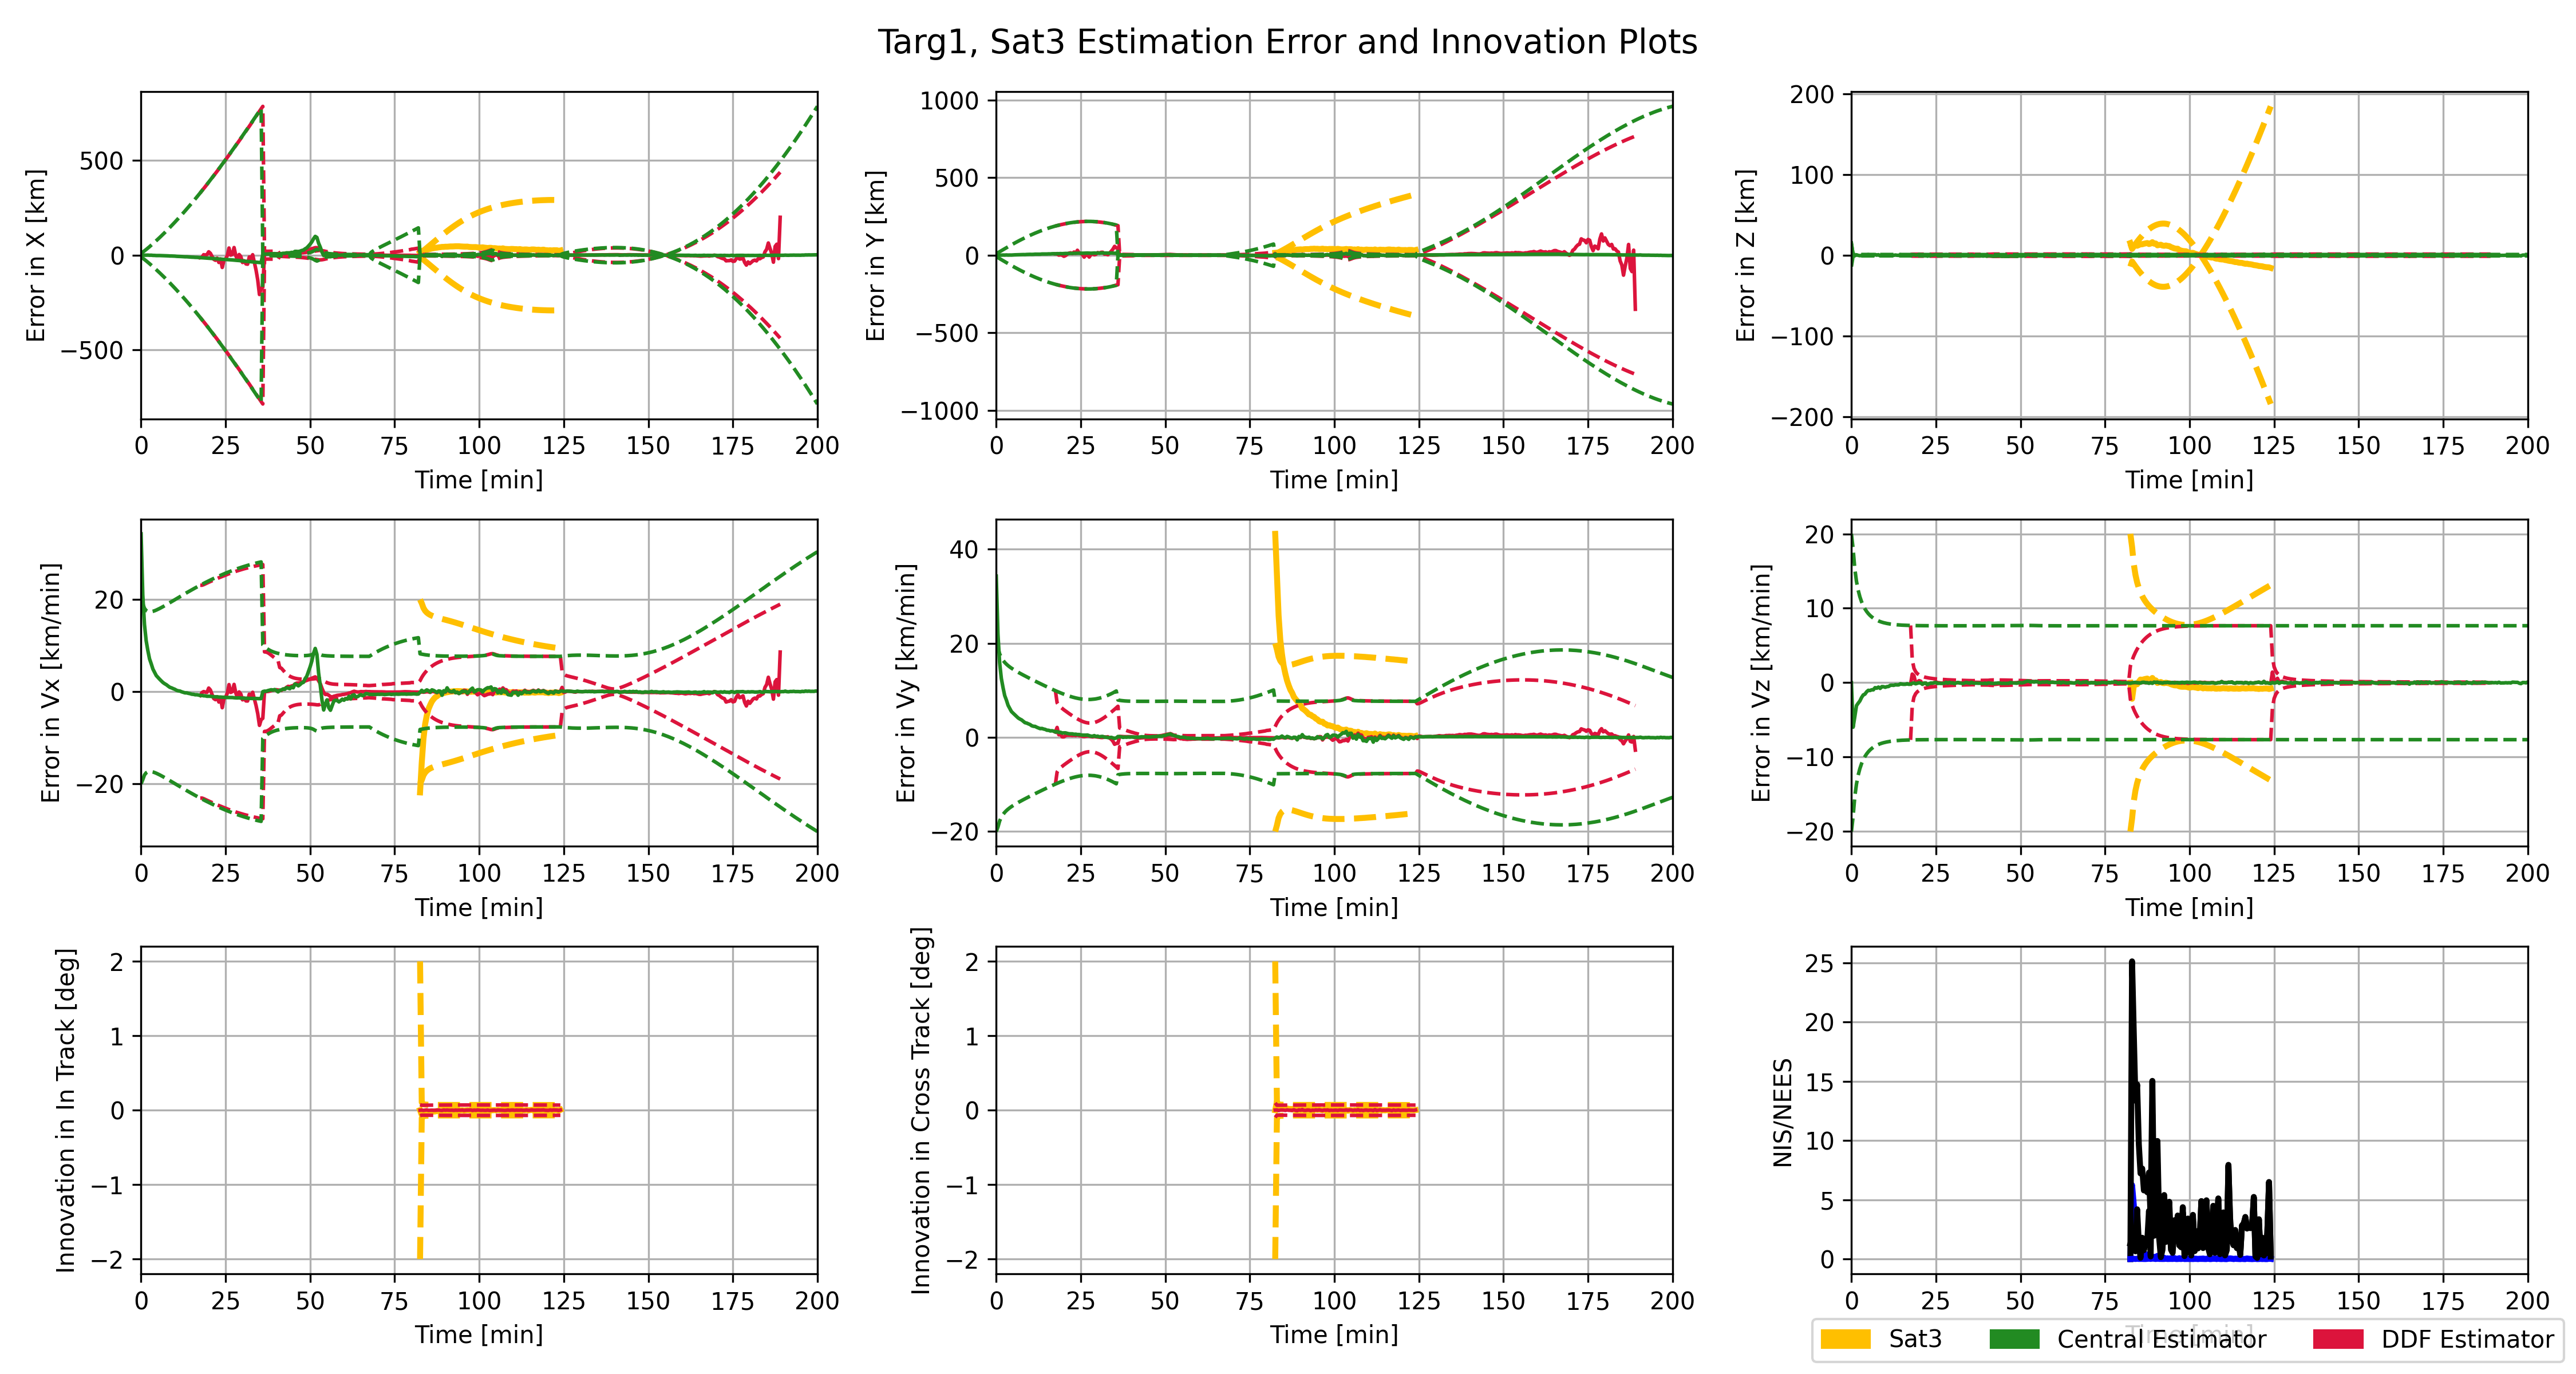 Targ1, Sat3 Estimation Error and Innovation Plots
Error in X [km]
500
0
−500
0 25 50 75 100 125 150 175 200
Time [min]
Error in Y [km]
1000
500
0
−500
−1000
0 25 50 75 100 125 150 175 200
Time [min]
Error in Z [km]
200
100
0
−100
−200
0 25 50 75 100 125 150 175 200
Time [min]
Error in Vx [km/min]
20
0
−20
0 25 50 75 100 125 150 175 200
Time [min]
Error in Vy [km/min]
40
20
0
−20
0 25 50 75 100 125 150 175 200
Time [min]
Error in Vz [km/min]
20
10
0
−10
−20
0 25 50 75 100 125 150 175 200
Time [min]
Innovation in In Track [deg]
2
1
0
−1
−2
0 25 50 75 100 125 150 175 200
Time [min]
Innovation in Cross Track [deg]
2
1
0
−1
−2
0 25 50 75 100 125 150 175 200
Time [min]
NIS/NEES
25
20
15
10
5
0
0 25 50 75 100 125 150 175 200
Time [min]
Sat3 Central Estimator DDF Estimator